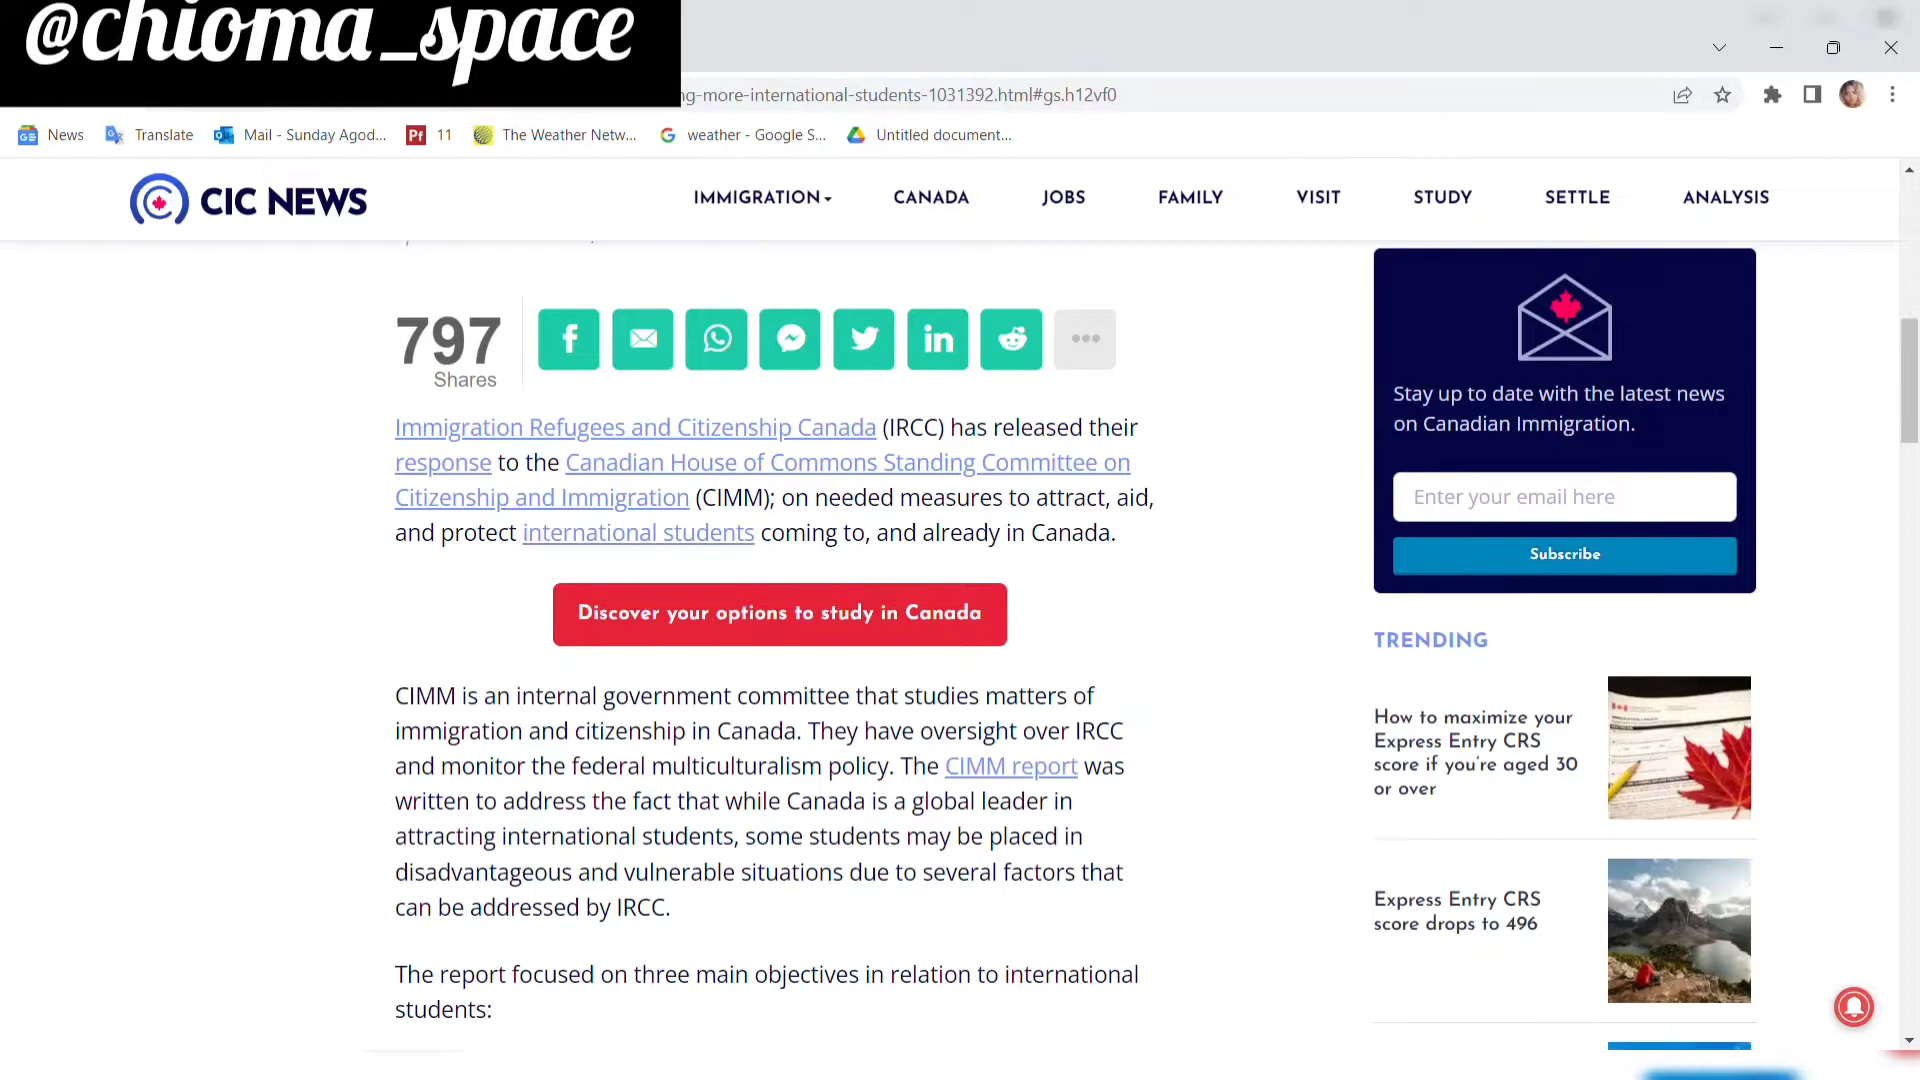 @chioma_space
ng-more-international-students-1031392.html#gs.h12vf0
News
Translate
Mail - Sunday Agod...
Pf 11
The Weather Netw...
weather - Google S...
Untitled document...
CIC NEWS
IMMIGRATION
CANADA
JOBS
FAMILY
VISIT
STUDY
SETTLE
ANALYSIS
797
Shares
Immigration Refugees and Citizenship Canada (IRCC) has released their
response to the Canadian House of Commons Standing Committee on
Citizenship and Immigration (CIMM); on needed measures to attract, aid,
and protect international students coming to, and already in Canada.
Discover your options to study in Canada
CIMM is an internal government committee that studies matters of
immigration and citizenship in Canada. They have oversight over IRCC
and monitor the federal multiculturalism policy. The CIMM report was
written to address the fact that while Canada is a global leader in
attracting international students, some students may be placed in
disadvantageous and vulnerable situations due to several factors that
can be addressed by IRCC.
The report focused on three main objectives in relation to international
students:
Stay up to date with the latest news
on Canadian Immigration.
Enter your email here
Subscribe
TRENDING
How to maximize your
Express Entry CRS
score if you're aged 30
or over
Express Entry CRS
score drops to 496